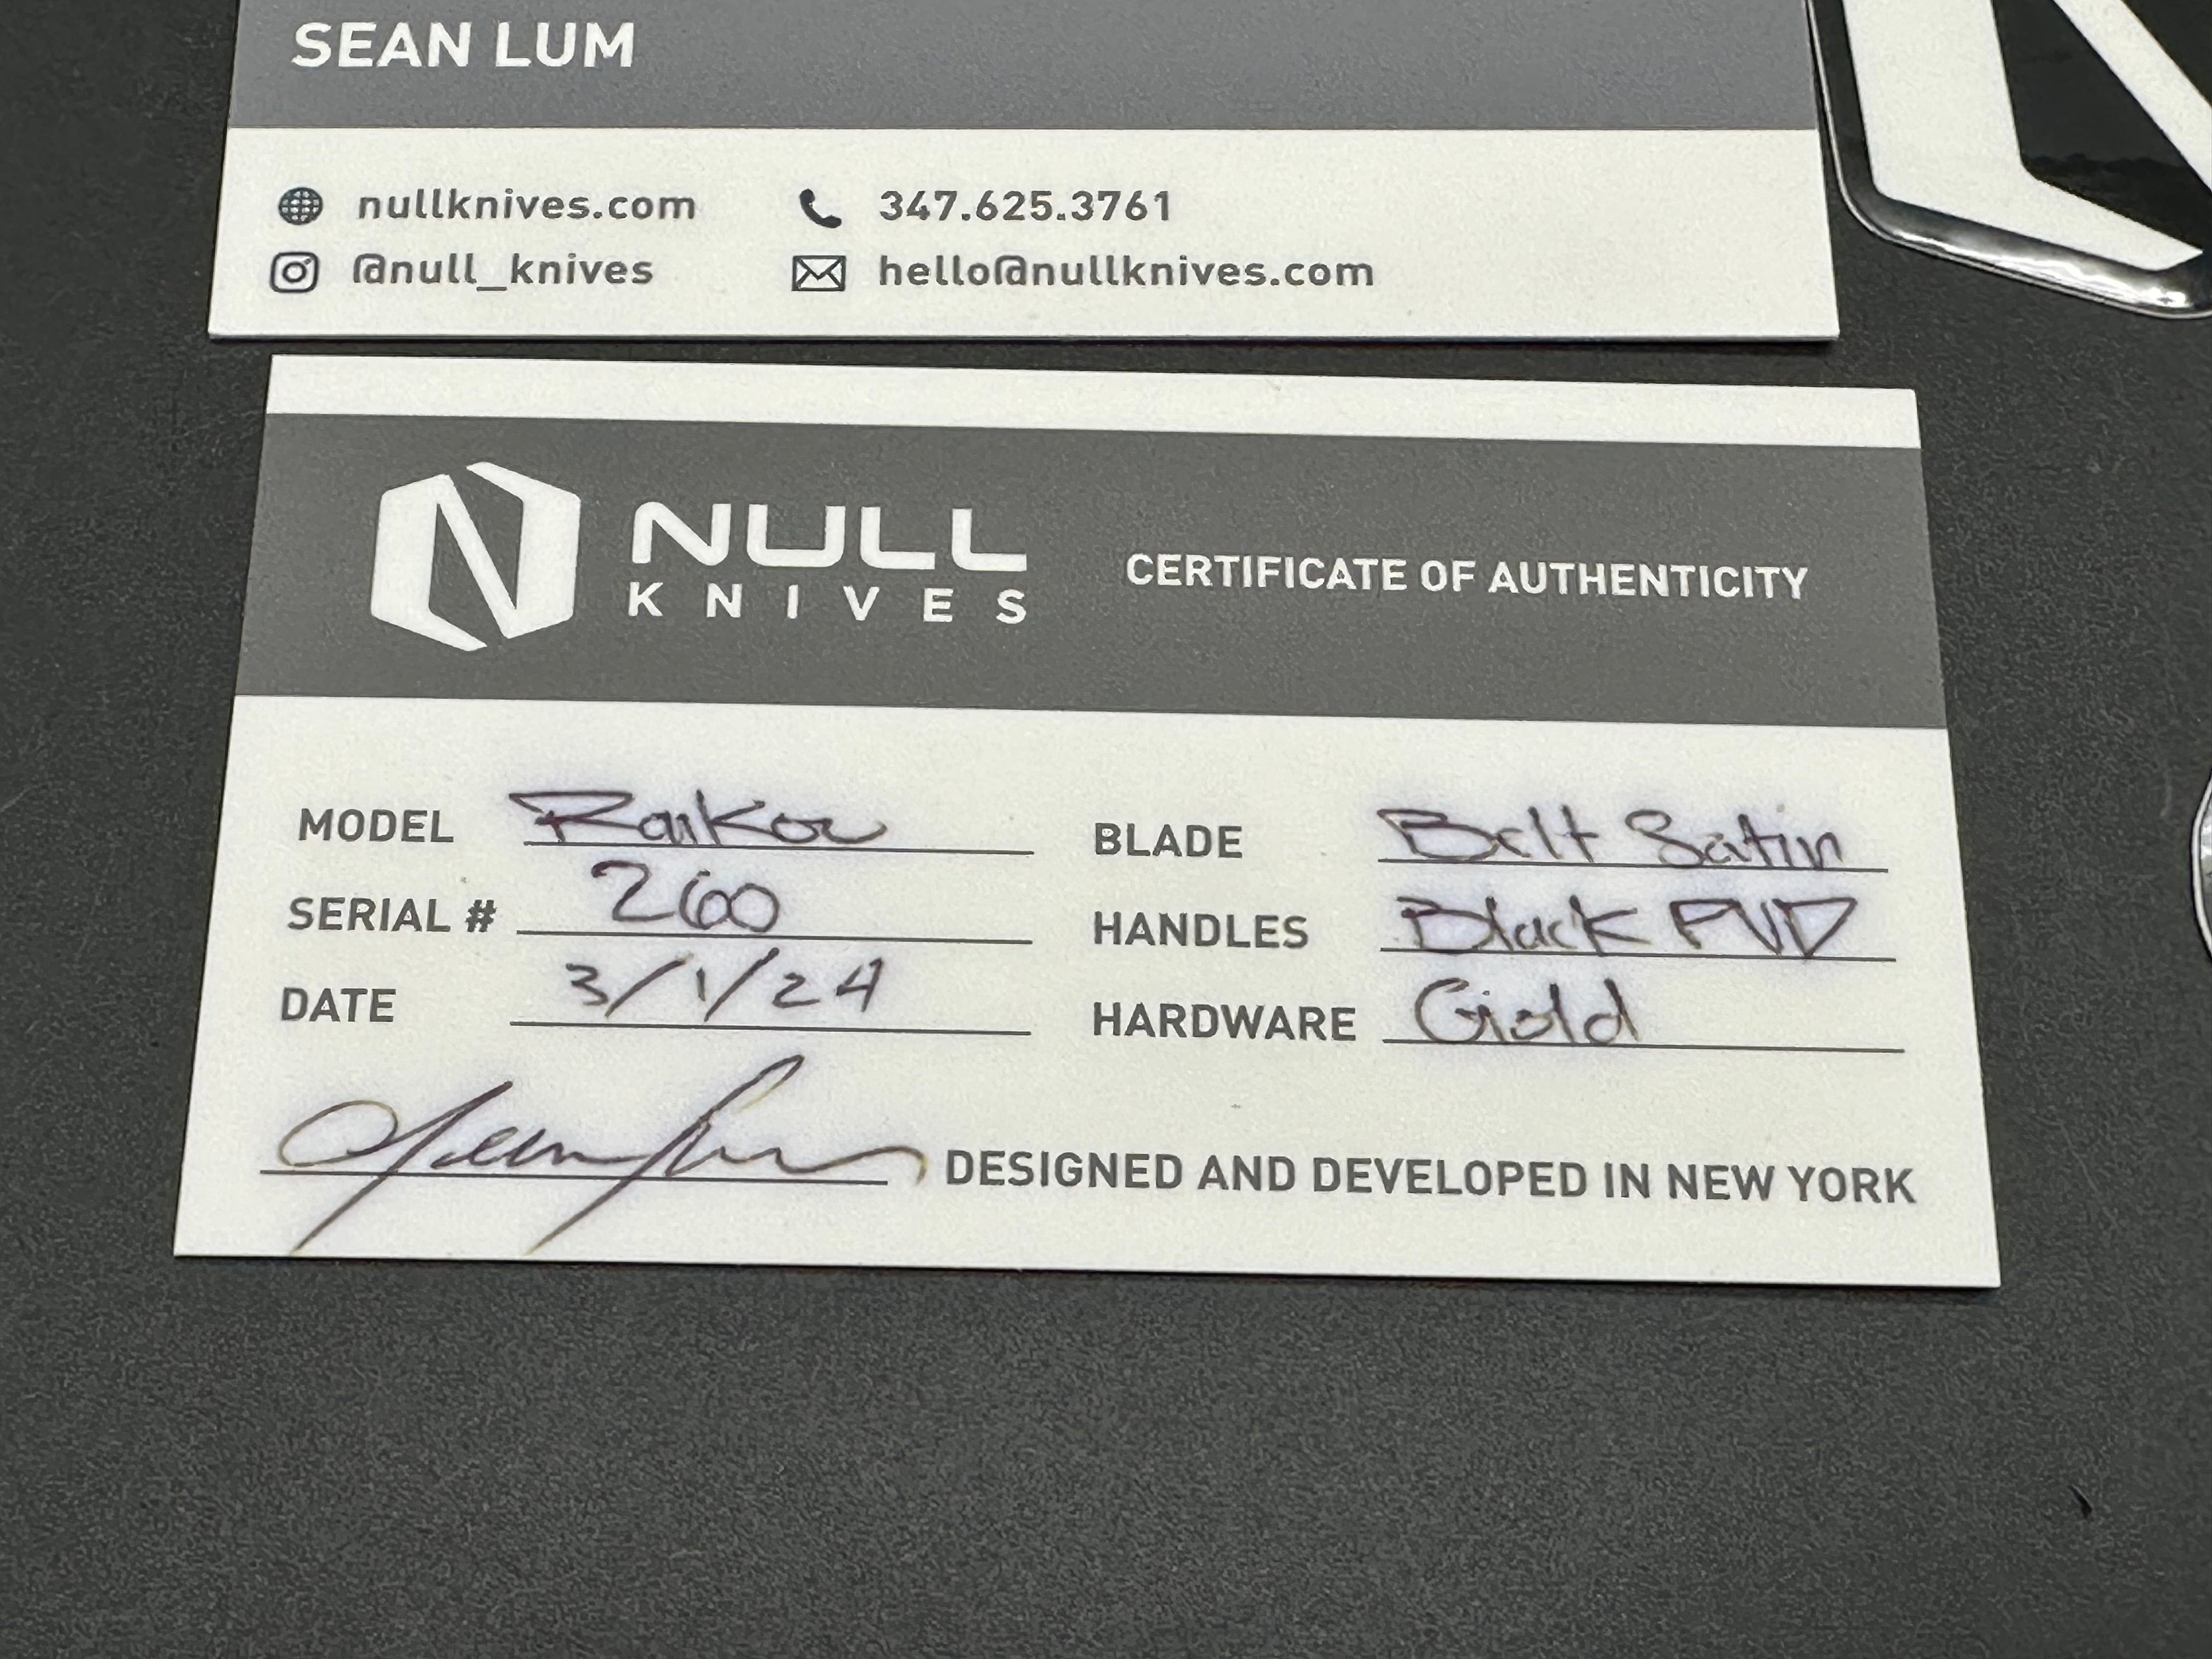 SEAN LUM
nullknives.com 347.625.3761
@null_knives hello@nullknives.com
NULL
KNIVES
CERTIFICATE OF AUTHENTICITY
MODEL Raikou BLADE Belt Satin
SERIAL # 260 HANDLES Black PVD
DATE 3/1/24 HARDWARE Gold
DESIGNED AND DEVELOPED IN NEW YORK